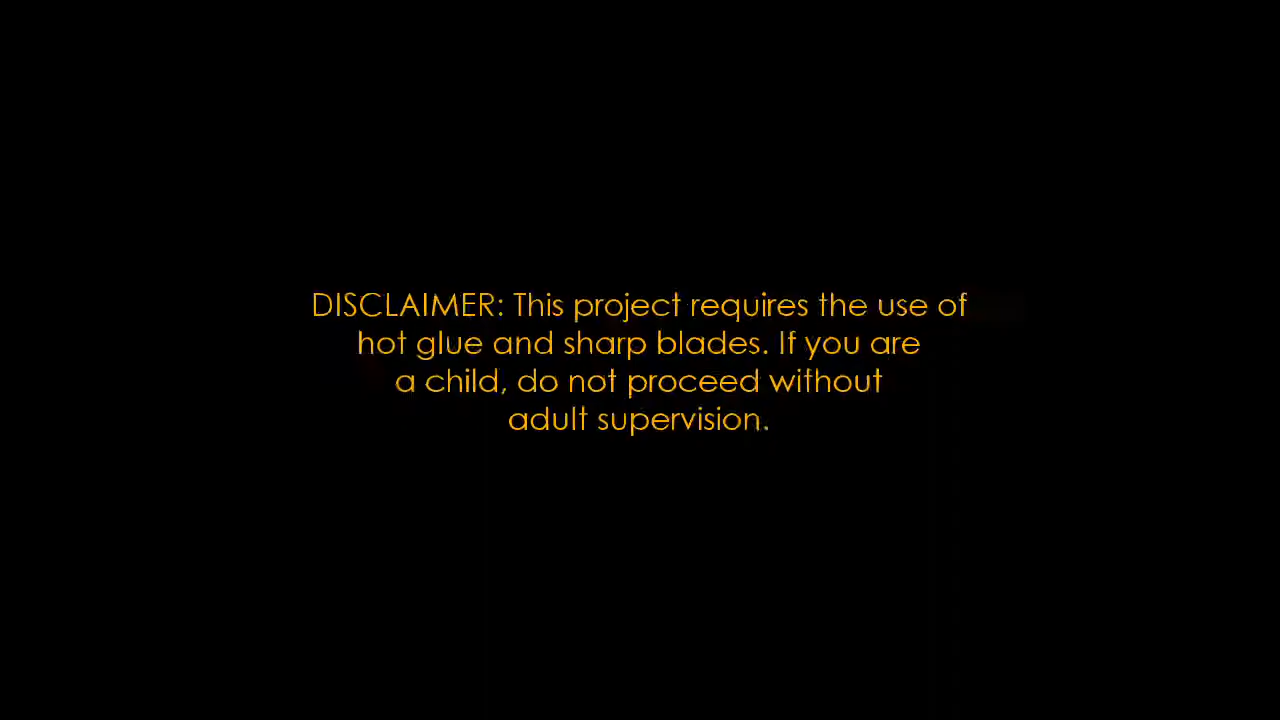 DISCLAIMER: This project requires the use of
hot glue and sharp blades. If you are
a child, do not proceed without
adult supervision.